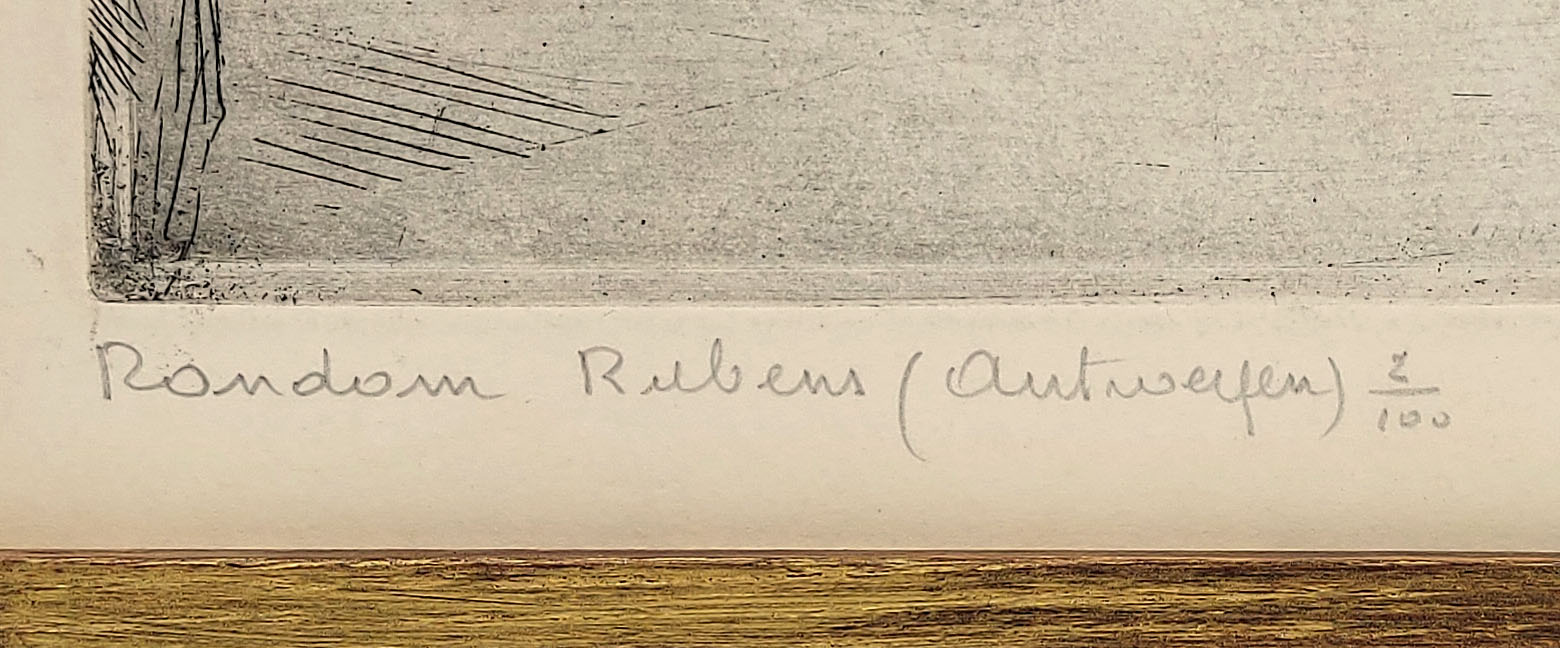 Rondom Rubens (Antwerpen) 2/100